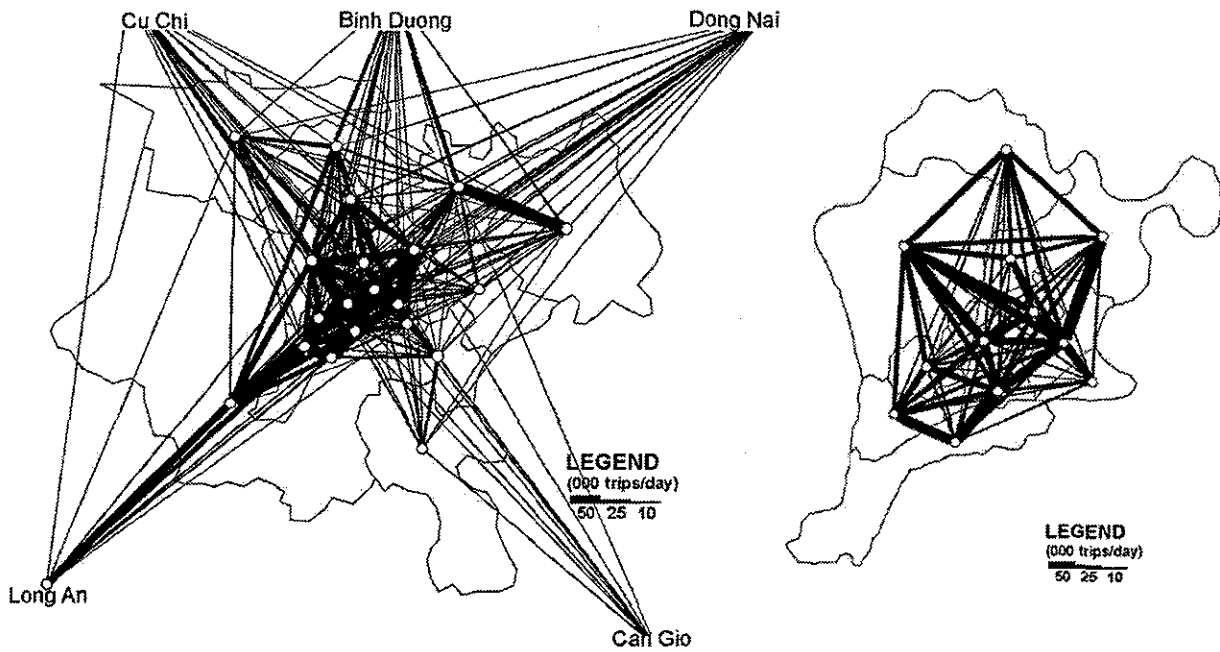 Cu Chi
Binh Duong
Dong Nai
LEGEND
(000 trips/day)
50 25 10
Long An
Can Gio
LEGEND
(000 trips/day)
50 25 10